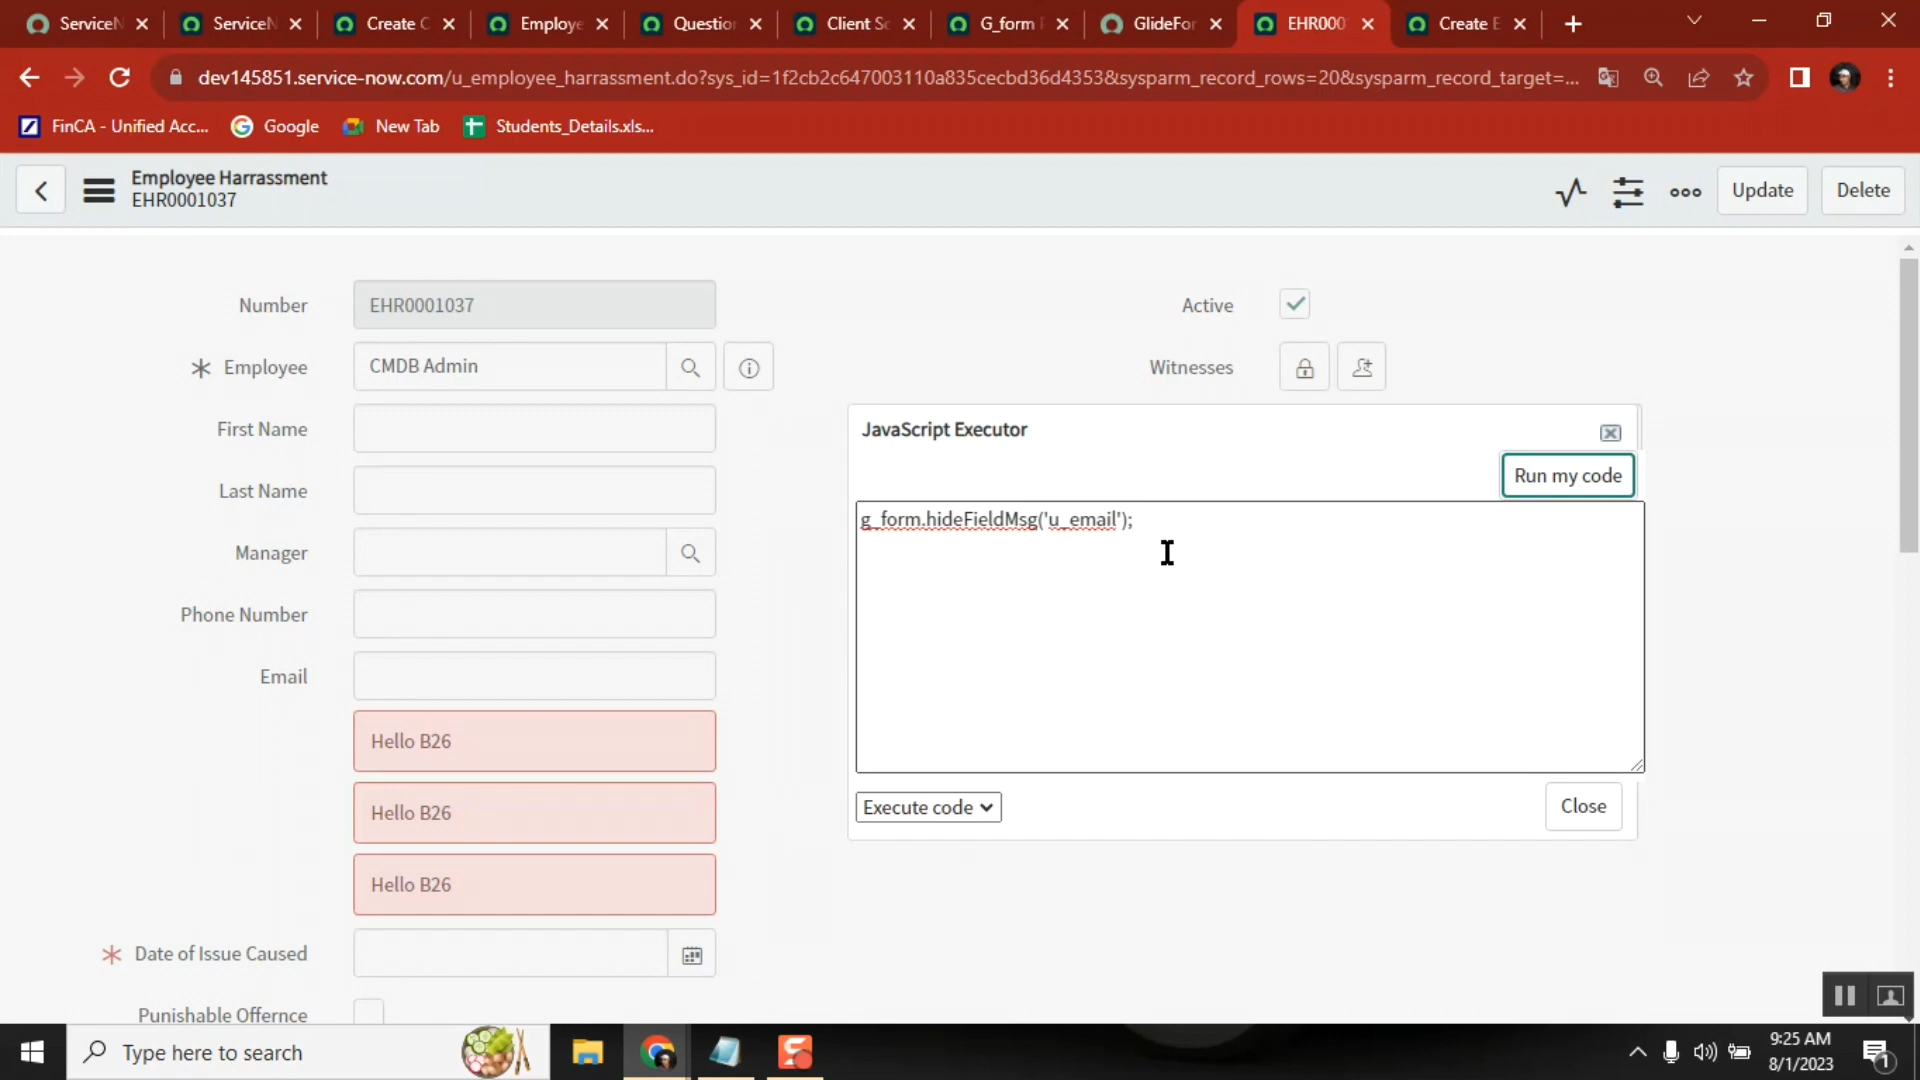 ServiceN
ServiceN
Create C
Employe
Question
Client Sc
G_form
GlideFor
EHR000
Create E
dev145851.service-now.com/u_employee_harrassment.do?sys_id=1f2cb2c647003110a835cecbd36d4353&sysparm_record_rows=20&sysparm_record_target=...
FinCA - Unified Acc...
Google
New Tab
Students_Details.xls...
Employee Harrassment
EHR0001037
Update
Delete
Number
EHR0001037
Active
Employee
CMDB Admin
Witnesses
First Name
Last Name
Manager
Phone Number
Email
Hello B26
Hello B26
Hello B26
Date of Issue Caused
Punishable Offernce
JavaScript Executor
Run my code
g_form.hideFieldMsg('u_email');
Execute code
Close
Type here to search
9:25 AM
8/1/2023
1